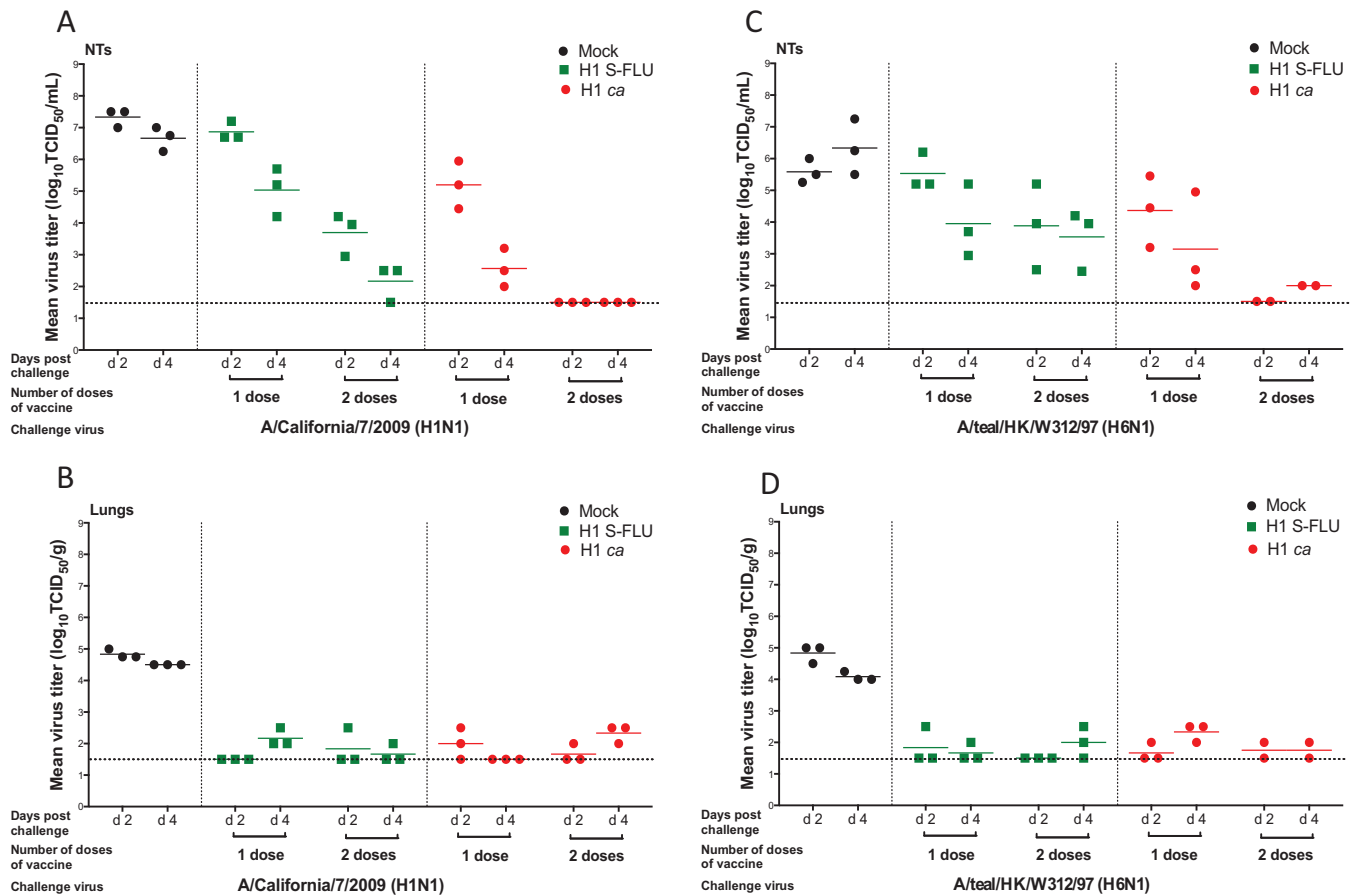 A
NTs
Mock
H1 S-FLU
H1 ca
Mean virus titer (log10TCID50/mL)
9
8
7
6
5
4
3
2
1
Days post challenge
d 2 d 4 d 2 d 4 d 2 d 4 d 2 d 4 d 2 d 4
Number of doses of vaccine
1 dose 2 doses 1 dose 2 doses
Challenge virus
A/California/7/2009 (H1N1)
C
NTs
Mock
H1 S-FLU
H1 ca
Mean virus titer (log10TCID50/mL)
9
8
7
6
5
4
3
2
1
Days post challenge
d 2 d 4 d 2 d 4 d 2 d 4 d 2 d 4 d 2 d 4
Number of doses of vaccine
1 dose 2 doses 1 dose 2 doses
Challenge virus
A/teal/HK/W312/97 (H6N1)
B
Lungs
Mock
H1 S-FLU
H1 ca
Mean virus titer (log10TCID50/g)
9
8
7
6
5
4
3
2
1
Days post challenge
d 2 d 4 d 2 d 4 d 2 d 4 d 2 d 4 d 2 d 4
Number of doses of vaccine
1 dose 2 doses 1 dose 2 doses
Challenge virus
A/California/7/2009 (H1N1)
D
Lungs
Mock
H1 S-FLU
H1 ca
Mean virus titer (log10TCID50/g)
9
8
7
6
5
4
3
2
1
Days post challenge
d 2 d 4 d 2 d 4 d 2 d 4 d 2 d 4 d 2 d 4
Number of doses of vaccine
1 dose 2 doses 1 dose 2 doses
Challenge virus
A/teal/HK/W312/97 (H6N1)